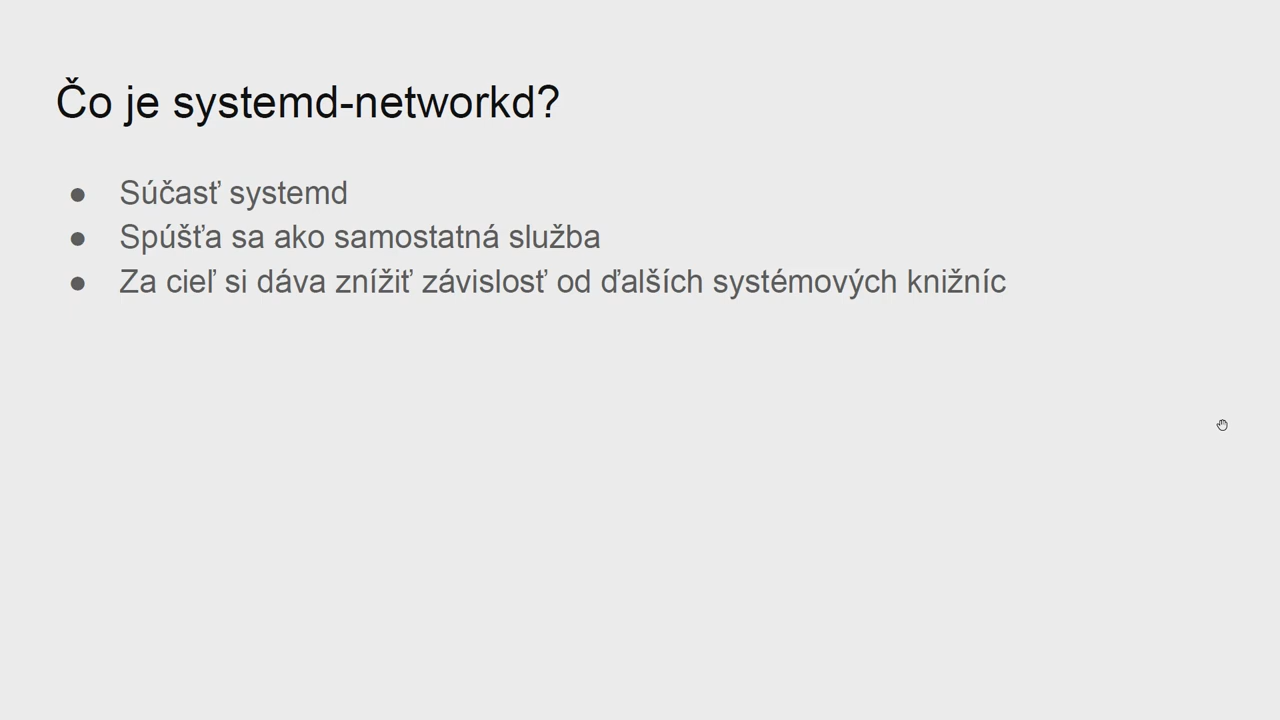 Čo je systemd-networkd?
● Súčasť systemd
● Spúšťa sa ako samostatná služba
● Za cieľ si dáva znížiť závislosť od ďalších systémových knižníc